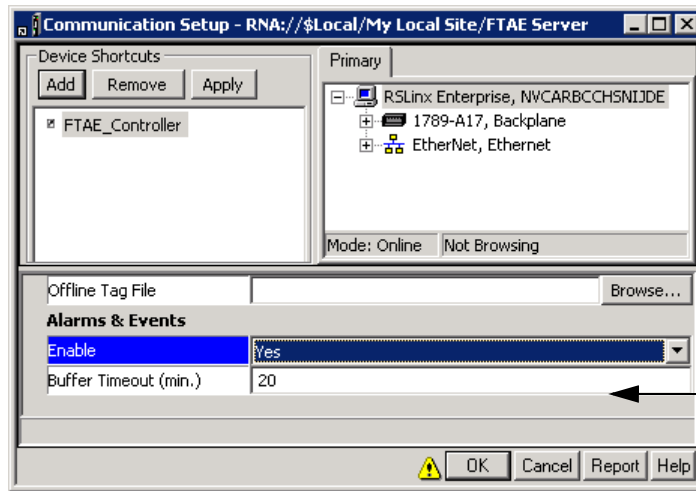 Communication Setup - RNA://$Local/My Local Site/FTAE Server
Device Shortcuts
Add Remove Apply
FTAE_Controller
Primary
RSLinx Enterprise, NVCARBCCHSNIJDE
1789-A17, Backplane
EtherNet, Ethernet
Mode: Online Not Browsing
Offline Tag File Browse...
Alarms & Events
Enable Yes
Buffer Timeout (min.) 20
OK Cancel Report Help